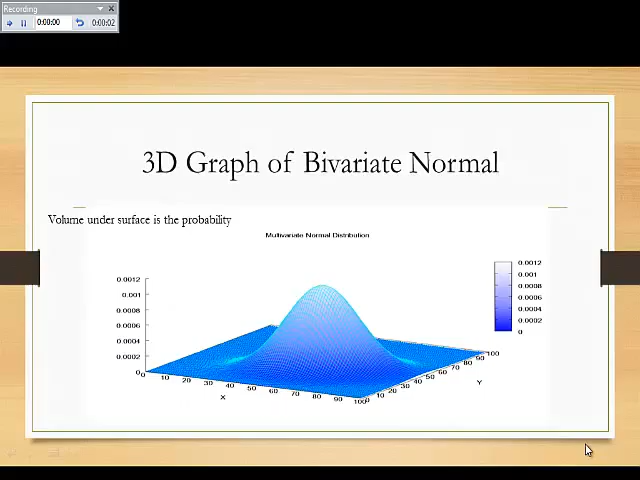 Recording
0:00:00
0:00:02
3D Graph of Bivariate Normal
Volume under surface is the probability
Multivariate Normal Distribution
0.0012
0.001
0.0008
0.0006
0.0004
0.0002
0
0.0012
0.001
0.0008
0.0006
0.0004
0.0002
0
0 10 20 30 40 50 60 70 80 90 100
X
0 10 20 30 40 50 60 70 80 90 100
Y